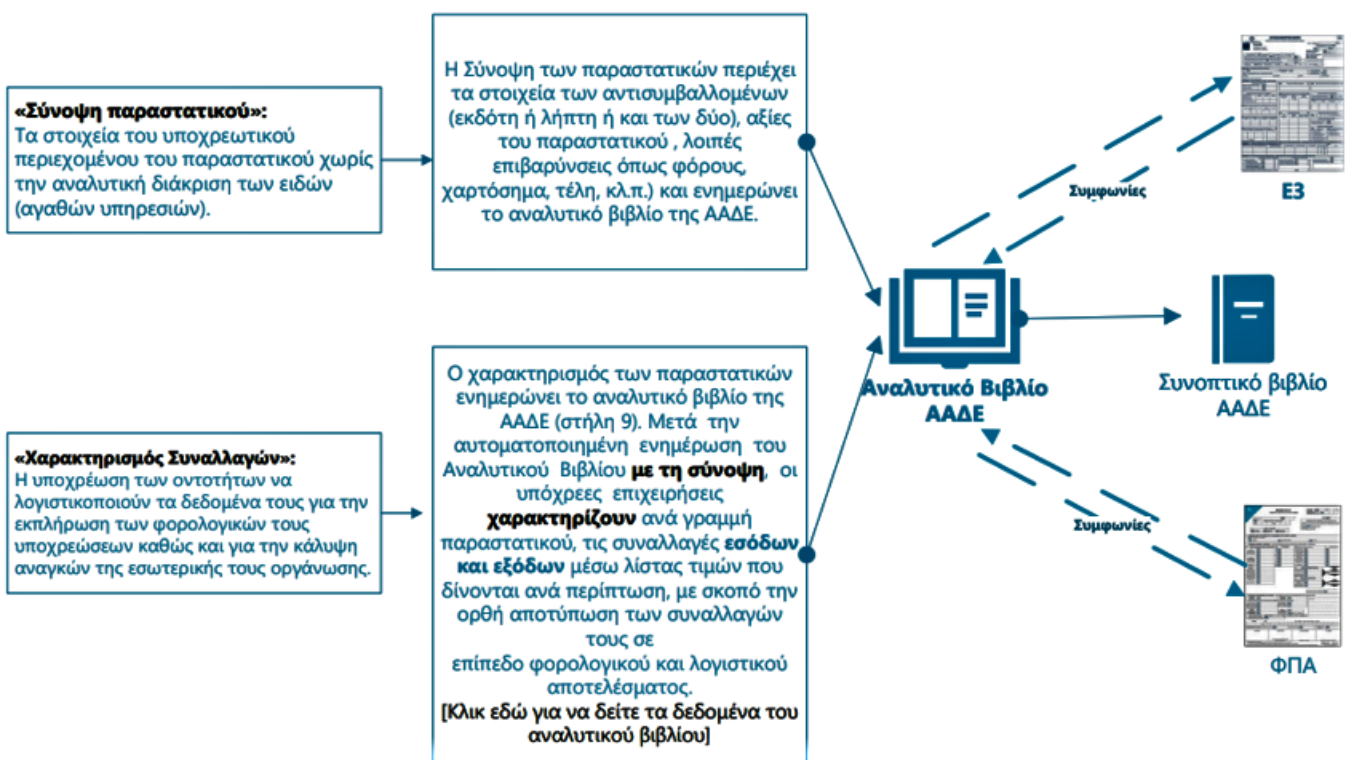 «Σύνοψη παραστατικού»:
Τα στοιχεία του υποχρεωτικού
περιεχομένου του παραστατικού χωρίς
την αναλυτική διάκριση των ειδών
(αγαθών υπηρεσιών).
Η Σύνοψη των παραστατικών περιέχει
τα στοιχεία των αντισυμβαλλομένων
(εκδότη ή λήπτη ή και των δύο), αξίες
του παραστατικού , λοιπές
επιβαρύνσεις όπως φόρους,
χαρτόσημα, τέλη, κλ.π.) και ενημερώνει
το αναλυτικό βιβλίο της ΑΑΔΕ.
«Χαρακτηρισμός Συναλλαγών»:
Η υποχρέωση των οντοτήτων να
λογιστικοποιούν τα δεδομένα τους για την
εκπλήρωση των φορολογικών τους
υποχρεώσεων καθώς και για την κάλυψη
αναγκών της εσωτερικής τους οργάνωσης.
Ο χαρακτηρισμός των παραστατικών
ενημερώνει το αναλυτικό βιβλίο της
ΑΑΔΕ (στήλη 9). Μετά την
αυτοματοποιημένη ενημέρωση του
Αναλυτικού Βιβλίου με τη σύνοψη, οι
υπόχρεες επιχειρήσεις
χαρακτηρίζουν ανά γραμμή
παραστατικού, τις συναλλαγές εσόδων
και εξόδων μέσω λίστας τιμών που
δίνονται ανά περίπτωση, με σκοπό την
ορθή αποτύπωση των συναλλαγών
τους σε
επίπεδο φορολογικού και λογιστικού
αποτελέσματος.
[Κλικ εδώ για να δείτε τα δεδομένα του
αναλυτικού βιβλίου]
Αναλυτικό Βιβλίο
ΑΑΔΕ
Συμφωνίες
Ε3
Συνοπτικό βιβλίο
ΑΑΔΕ
Συμφωνίες
ΦΠΑ